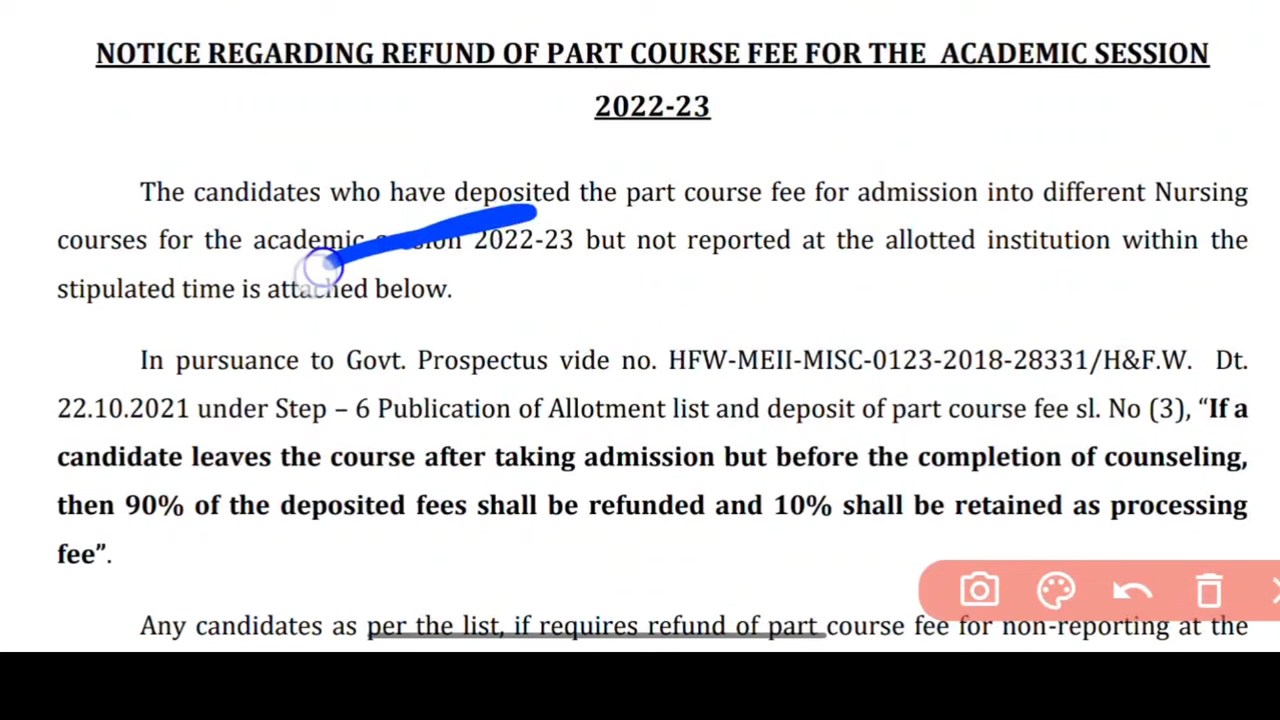 NOTICE REGARDING REFUND OF PART COURSE FEE FOR THE ACADEMIC SESSION
2022-23
The candidates who have deposited the part course fee for admission into different Nursing
courses for the academic session 2022-23 but not reported at the allotted institution within the
stipulated time is attached below.
In pursuance to Govt. Prospectus vide no. HFW-MEII-MISC-0123-2018-28331/H&F.W. Dt.
22.10.2021 under Step – 6 Publication of Allotment list and deposit of part course fee sl. No (3), “If a
candidate leaves the course after taking admission but before the completion of counseling,
then 90% of the deposited fees shall be refunded and 10% shall be retained as processing
fee”.
Any candidates as per the list, if requires refund of part course fee for non-reporting at the